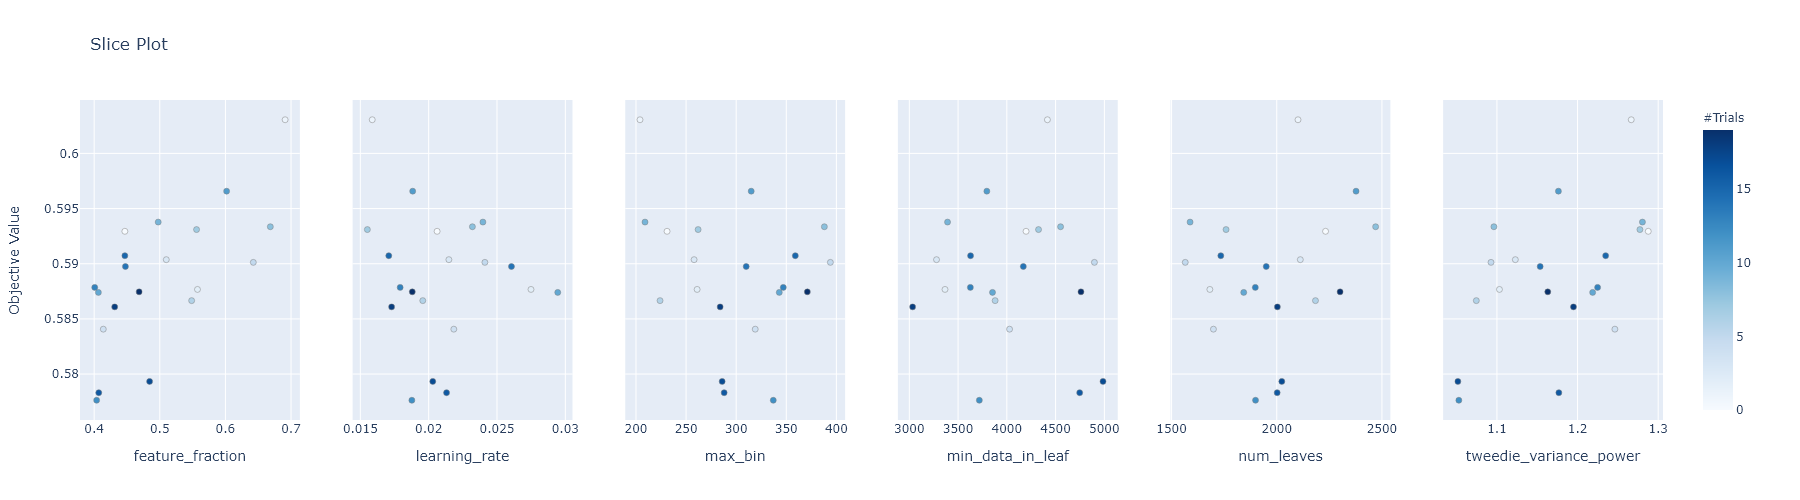 Slice Plot
#Trials
0.6
0.595
0.59
0.585
0.58
Objective Value
15
10
5
0
0.4 0.5 0.6 0.7
0.015 0.02 0.025 0.03
200 250 300 350 400
3000 3500 4000 4500 5000
1500 2000 2500
1.1 1.2 1.3
feature_fraction
learning_rate
max_bin
min_data_in_leaf
num_leaves
tweedie_variance_power